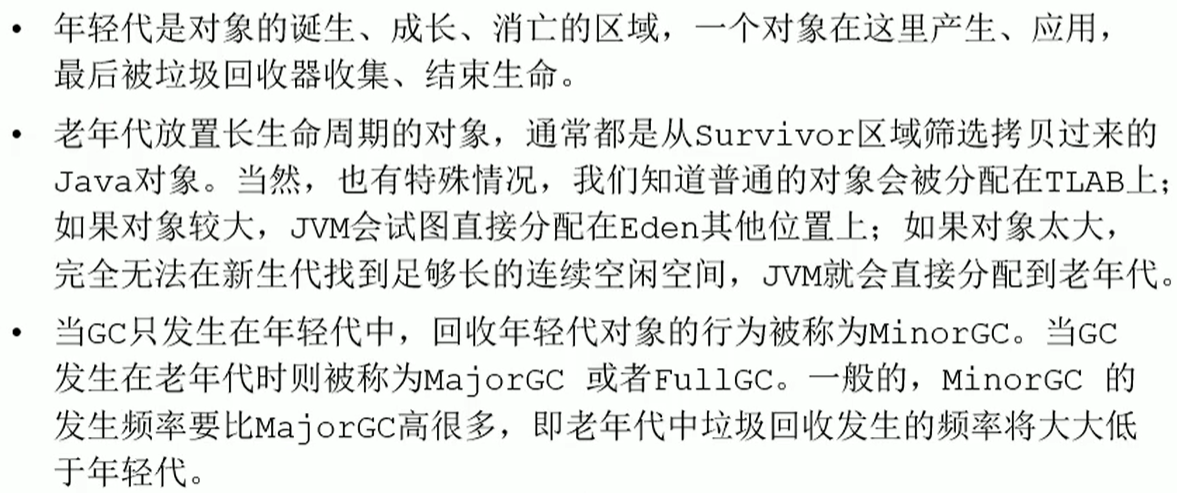 • 年轻代是对象的诞生、成长、消亡的区域，一个对象在这里产生、应用，
最后被垃圾回收器收集、结束生命。
• 老年代放置长生命周期的对象，通常都是从Survivor区域筛选拷贝过来的
Java对象。当然，也有特殊情况，我们知道普通的对象会被分配在TLAB上；
如果对象较大，JVM会试图直接分配在Eden其他位置上；如果对象太大，
完全无法在新生代找到足够长的连续空闲空间，JVM就会直接分配到老年代。
• 当GC只发生在年轻代中，回收年轻代对象的行为被称为MinorGC。当GC
发生在老年代时则被称为MajorGC 或者FullGC。一般的，MinorGC 的
发生频率要比MajorGC高很多，即老年代中垃圾回收发生的频率将大大低
于年轻代。